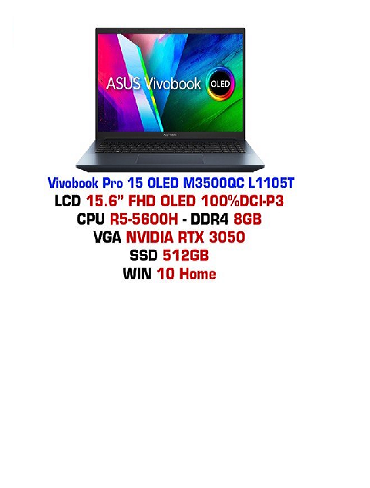 ASUS Vivobook
OLED
Vivobook Pro 15 OLED M3500QC L1105T
LCD 15.6” FHD OLED 100%DCI-P3
CPU R5-5600H - DDR4 8GB
VGA NVIDIA RTX 3050
SSD 512GB
WIN 10 Home